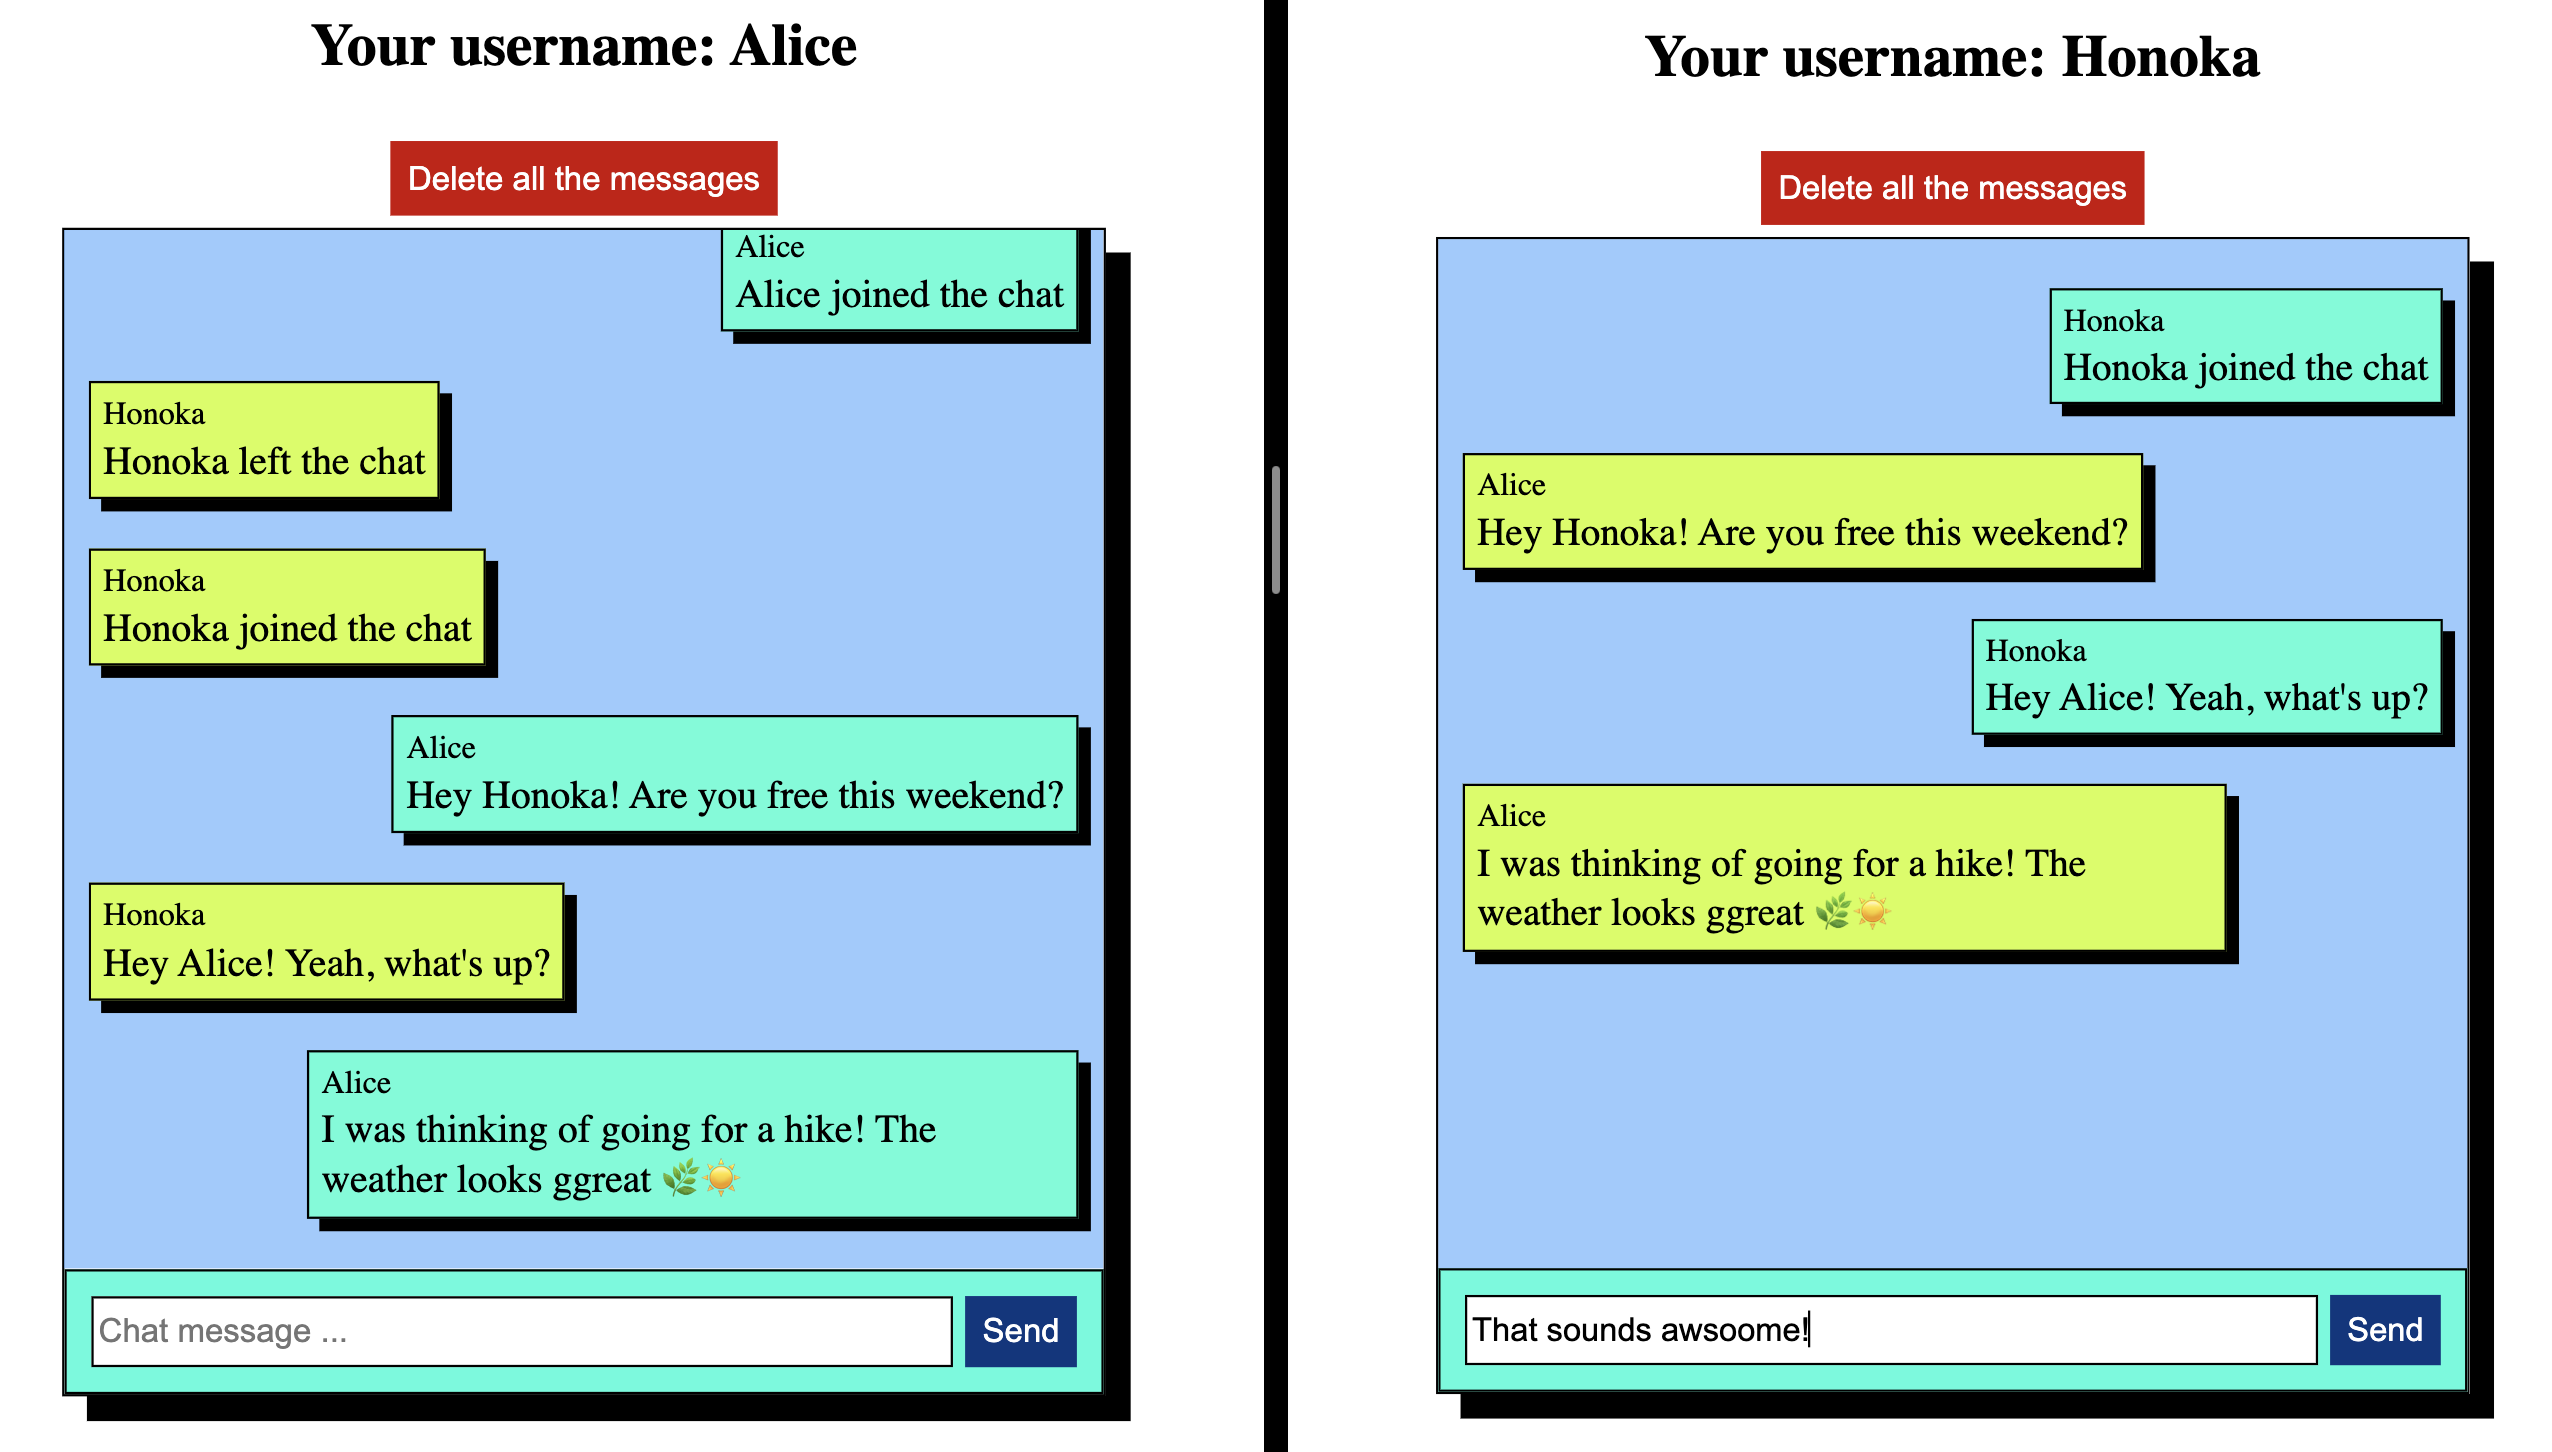 Your username: Alice
Delete all the messages
Alice
Alice joined the chat
Honoka
Honoka left the chat
Honoka
Honoka joined the chat
Alice
Hey Honoka! Are you free this weekend?
Honoka
Hey Alice! Yeah, what's up?
Alice
I was thinking of going for a hike! The
weather looks ggreat 🌿☀️
Chat message ...
Send
Your username: Honoka
Delete all the messages
Honoka
Honoka joined the chat
Alice
Hey Honoka! Are you free this weekend?
Honoka
Hey Alice! Yeah, what's up?
Alice
I was thinking of going for a hike! The
weather looks ggreat 🌿☀️
That sounds awsoome!
Send